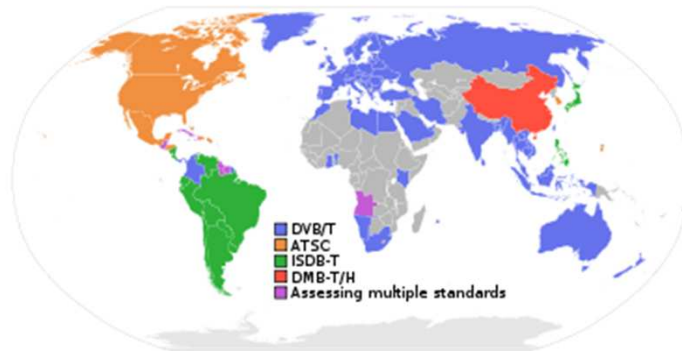 DVB/T
ATSC
ISDB-T
DMB-T/H
Assessing multiple standards